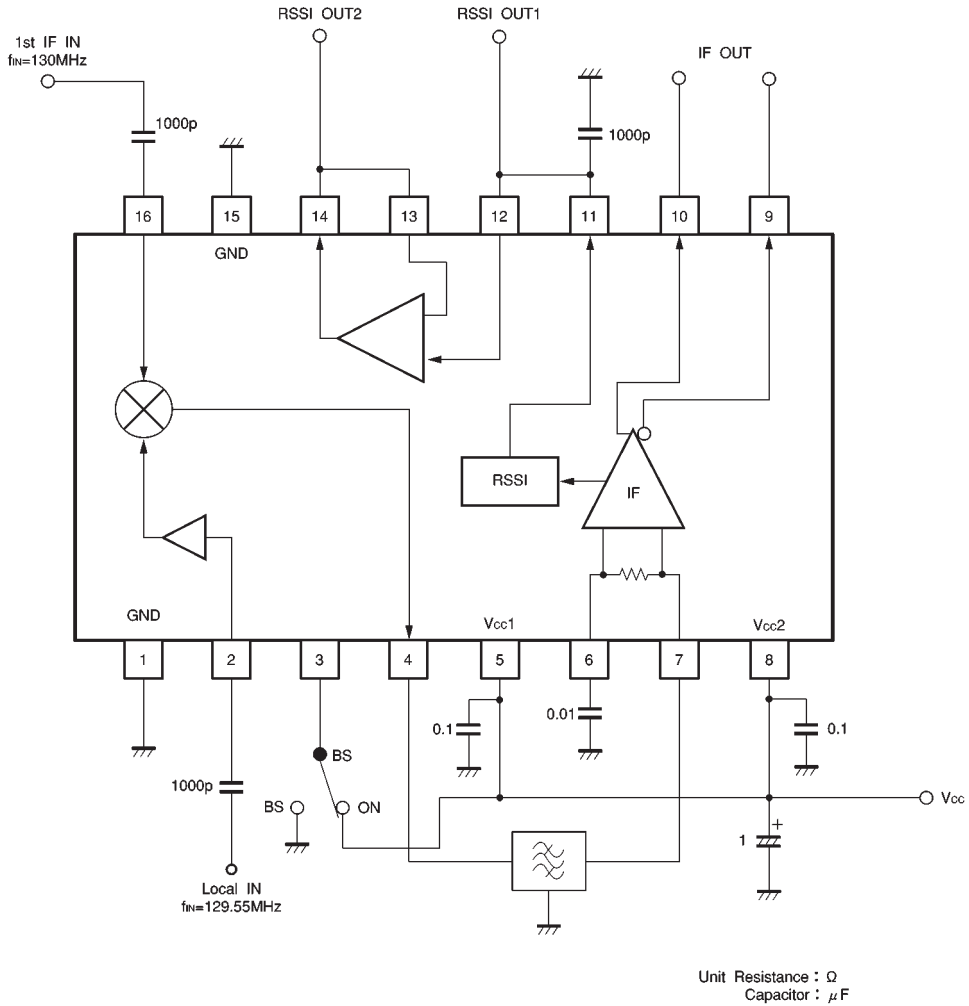 RSSI OUT2
RSSI OUT1
1st IF IN
fIN=130MHz
IF OUT
1000p
1000p
16
15
14
13
12
11
10
9
GND
RSSI
IF
GND
Vcc1
Vcc2
1
2
3
4
5
6
7
8
0.1
0.01
0.1
BS
1000p
BS
ON
Vcc
+
1
Local IN
fIN=129.55MHz
Unit Resistance : Ω
Capacitor : μF